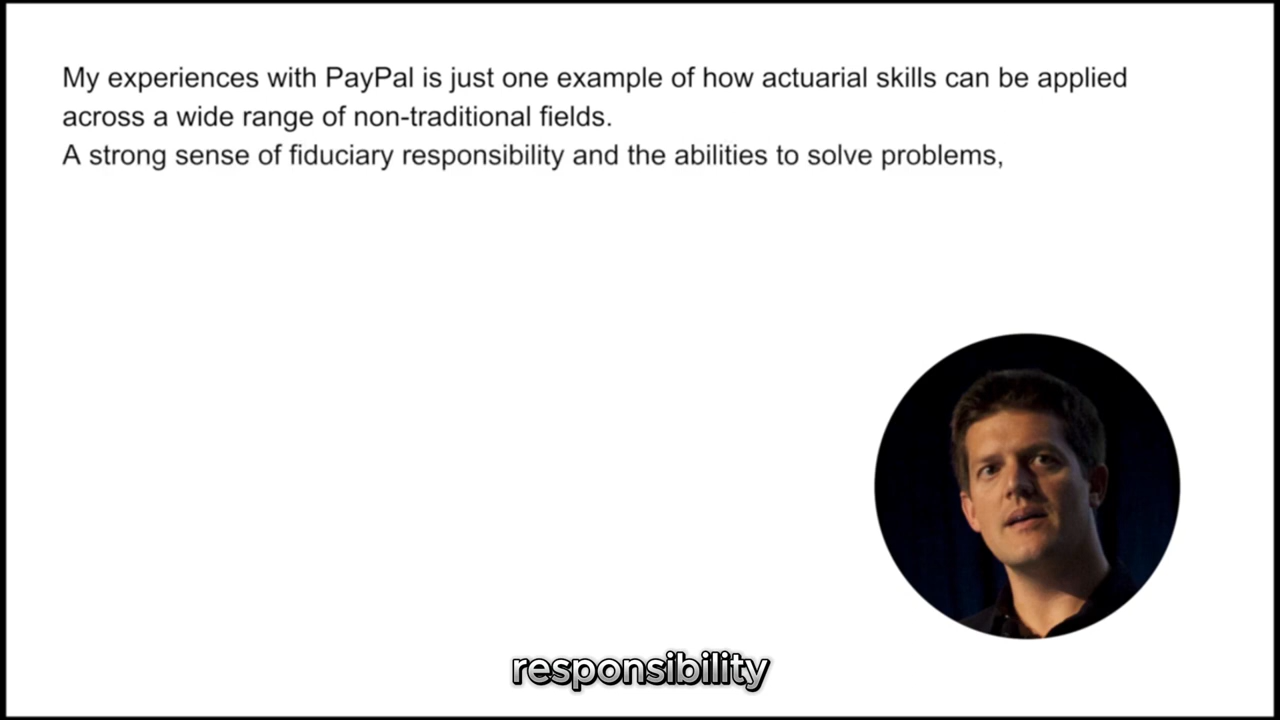 My experiences with PayPal is just one example of how actuarial skills can be applied
across a wide range of non-traditional fields.
A strong sense of fiduciary responsibility and the abilities to solve problems,
responsibility